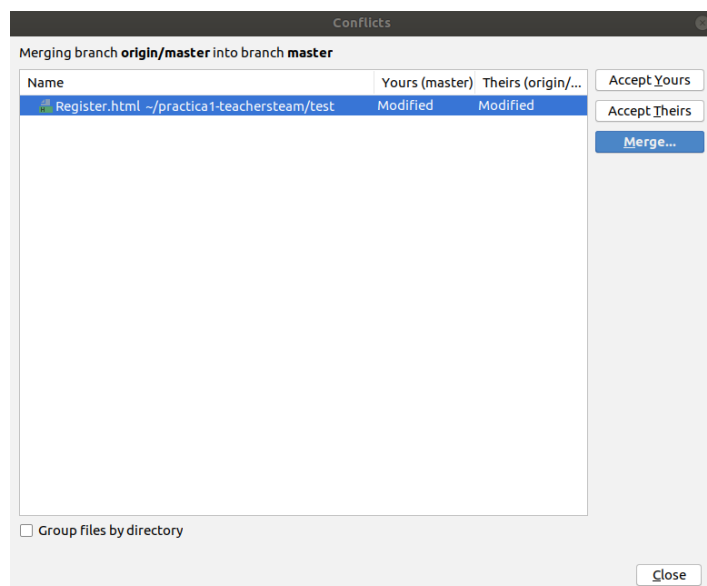 Conflicts
Merging branch origin/master into branch master
Name Yours (master) Theirs (origin/...
Register.html ~/practica1-teachersteam/test Modified Modified
Accept Yours
Accept Theirs
Merge...
Group files by directory
Close